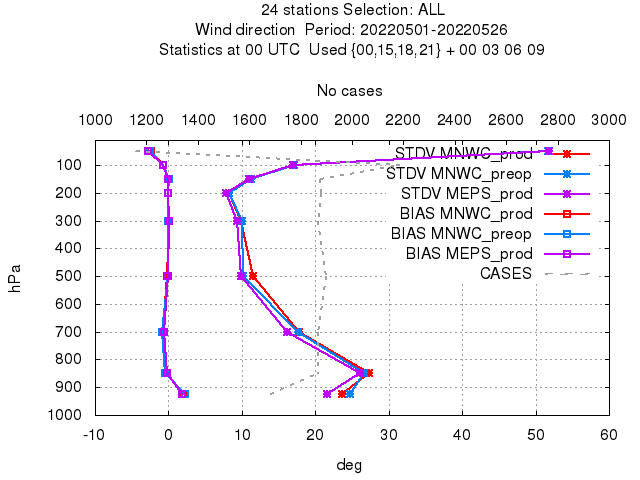 24 stations Selection: ALL
Wind direction  Period: 20220501-20220526
Statistics at 00 UTC  Used {00,15,18,21} + 00 03 06 09
No cases
1000 1200 1400 1600 1800 2000 2200 2400 2600 2800 3000
STDV MNWC_prod
STDV MNWC_preop
STDV MEPS_prod
BIAS MNWC_prod
BIAS MNWC_preop
BIAS MEPS_prod
CASES
100
200
300
400
500
600
700
800
900
1000
hPa
-10 0 10 20 30 40 50 60
deg